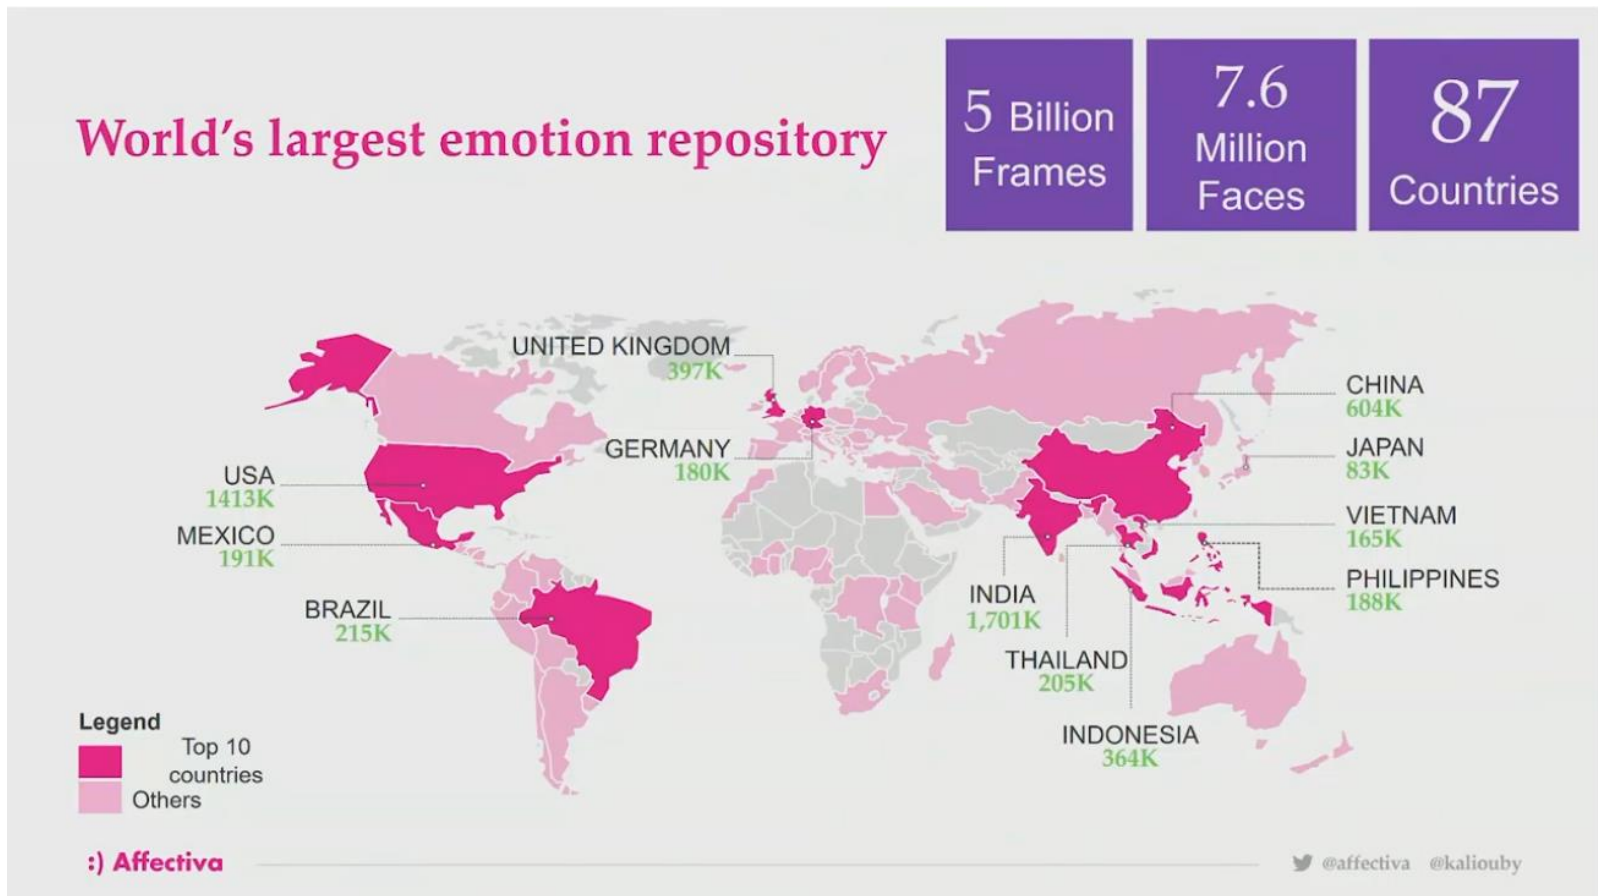 World's largest emotion repository
5 Billion
Frames
7.6
Million
Faces
87
Countries
UNITED KINGDOM
397K
GERMANY
180K
USA
1413K
MEXICO
191K
BRAZIL
215K
CHINA
604K
JAPAN
83K
VIETNAM
165K
PHILIPPINES
188K
INDIA
1,701K
THAILAND
205K
INDONESIA
364K
Legend
Top 10
countries
Others
:) Affectiva
@affectiva @kaliouby